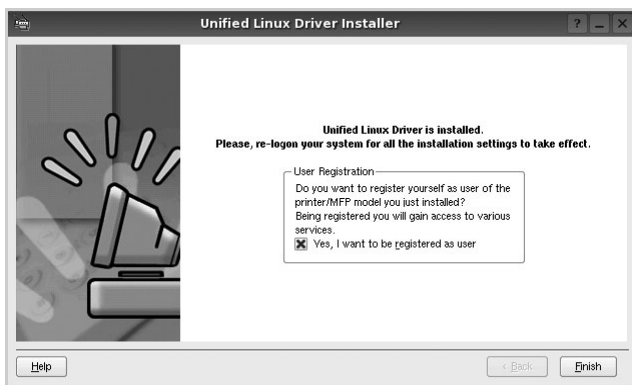 Unified Linux Driver Installer
Unified Linux Driver is installed.
Please, re-logon your system for all the installation settings to take effect.
User Registration
Do you want to register yourself as user of the
printer/MFP model you just installed?
Being registered you will gain access to various
services.
Yes, I want to be registered as user
Help
< Back
Finish